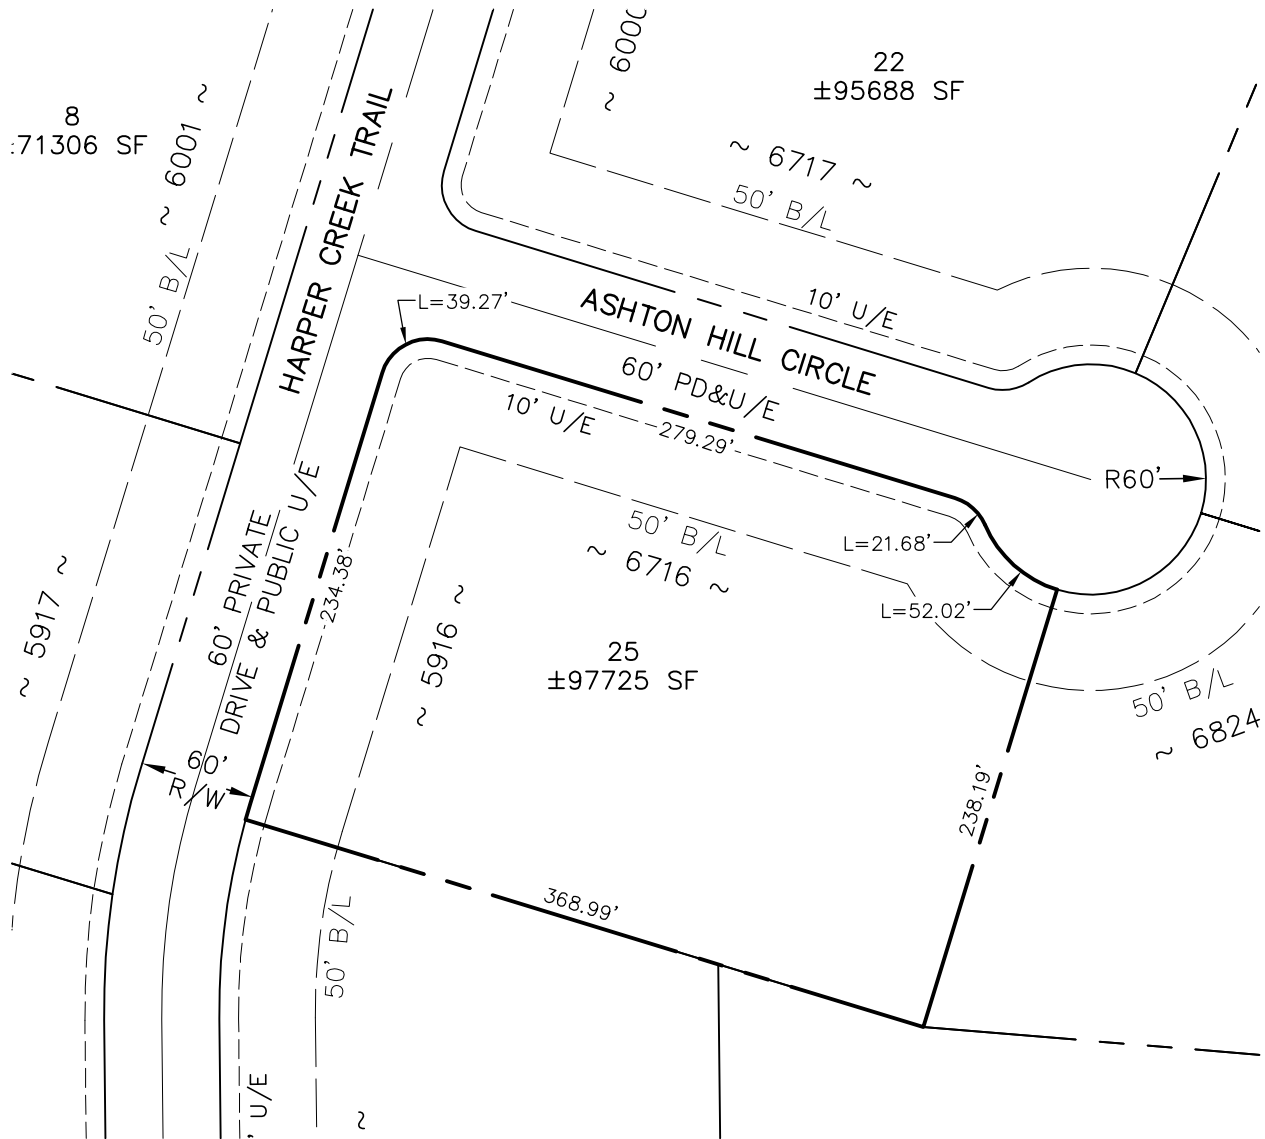 ~ 6000
22
±95688 SF
8
71306 SF
~ 6001 ~
~ 6717 ~
50' B/L
50' B/L
HARPER CREEK TRAIL
L=39.27'
ASHTON HILL CIRCLE
10' U/E
60' PD&U/E
10' U/E
279.29'
R60'
50' B/L
~ 6716 ~
L=21.68'
L=52.02'
60' PRIVATE
DRIVE & PUBLIC U/E
234.38'
~ 5917 ~
~ 5916 ~
25
±97725 SF
50' B/L
~ 6824
60'
R/W
238.19'
368.99'
50' B/L
' U/E
~